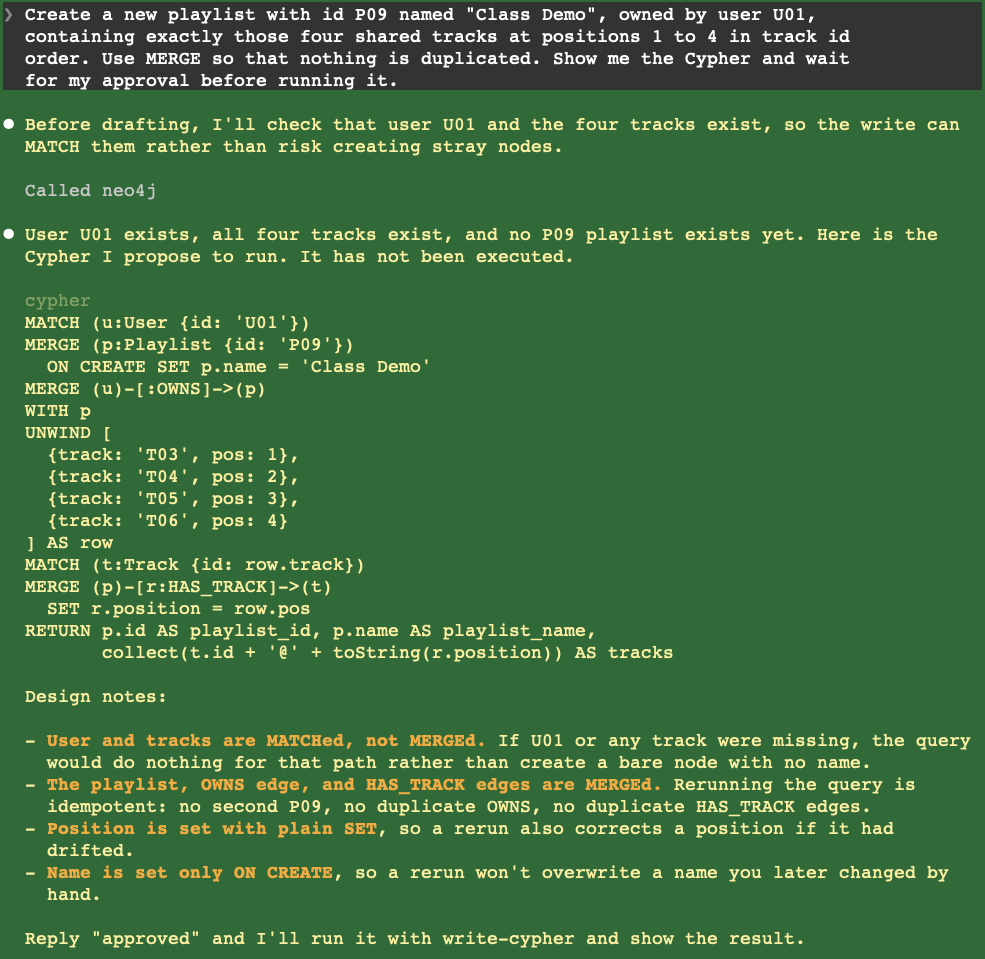 ❯ Create a new playlist with id P09 named "Class Demo", owned by user U01,
containing exactly those four shared tracks at positions 1 to 4 in track id
order. Use MERGE so that nothing is duplicated. Show me the Cypher and wait
for my approval before running it.
● Before drafting, I'll check that user U01 and the four tracks exist, so the write can
MATCH them rather than risk creating stray nodes.
Called neo4j
● User U01 exists, all four tracks exist, and no P09 playlist exists yet. Here is the
Cypher I propose to run. It has not been executed.
cypher
MATCH (u:User {id: 'U01'})
MERGE (p:Playlist {id: 'P09'})
  ON CREATE SET p.name = 'Class Demo'
MERGE (u)-[:OWNS]->(p)
WITH p
UNWIND [
  {track: 'T03', pos: 1},
  {track: 'T04', pos: 2},
  {track: 'T05', pos: 3},
  {track: 'T06', pos: 4}
] AS row
MATCH (t:Track {id: row.track})
MERGE (p)-[r:HAS_TRACK]->(t)
  SET r.position = row.pos
RETURN p.id AS playlist_id, p.name AS playlist_name,
       collect(t.id + '@' + toString(r.position)) AS tracks
Design notes:
- User and tracks are MATCHed, not MERGEd. If U01 or any track were missing, the query
  would do nothing for that path rather than create a bare node with no name.
- The playlist, OWNS edge, and HAS_TRACK edges are MERGEd. Rerunning the query is
  idempotent: no second P09, no duplicate OWNS, no duplicate HAS_TRACK edges.
- Position is set with plain SET, so a rerun also corrects a position if it had
  drifted.
- Name is set only ON CREATE, so a rerun won't overwrite a name you later changed by
  hand.
Reply "approved" and I'll run it with write-cypher and show the result.